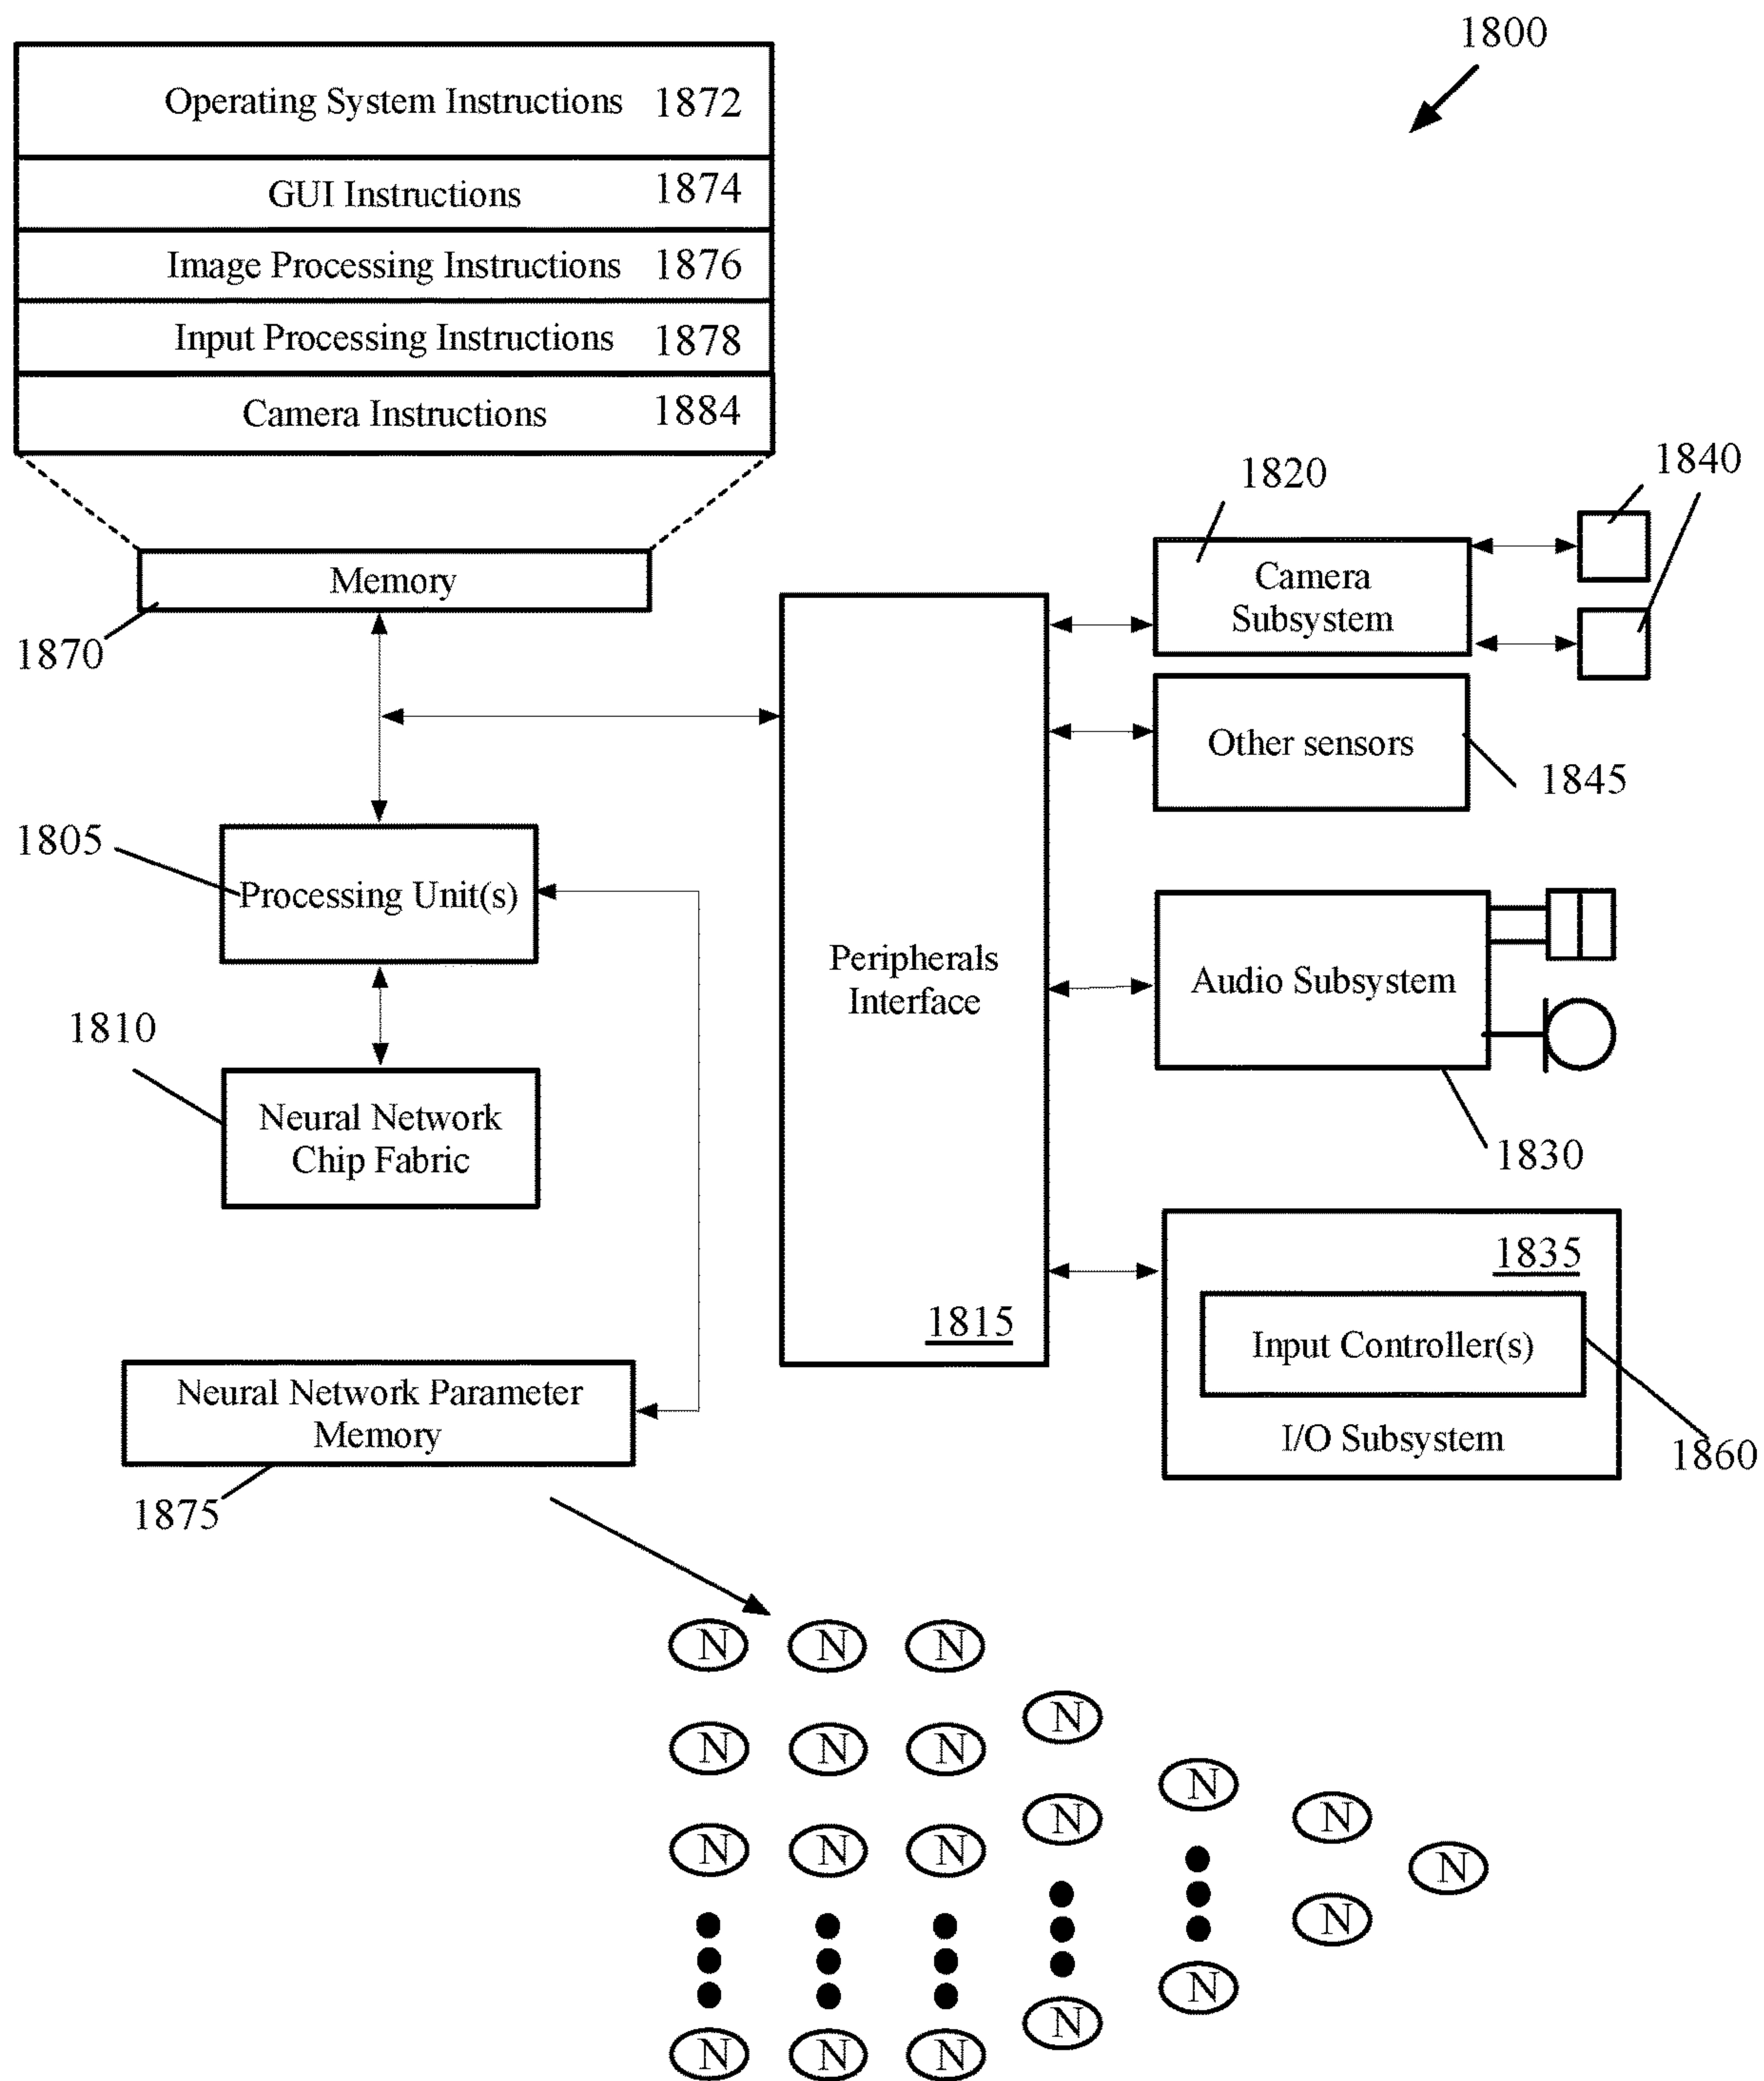 1800
Operating System Instructions 1872
GUI Instructions 1874
Image Processing Instructions 1876
Input Processing Instructions 1878
Camera Instructions 1884
Memory
1870
1820
1840
Camera
Subsystem
Other sensors
1845
1805
Processing Unit(s)
Peripherals
Interface
1815
Audio Subsystem
1830
1810
Neural Network
Chip Fabric
1835
Input Controller(s)
I/O Subsystem
1860
Neural Network Parameter
Memory
1875
N N N
N
N N N
N
N
N
N N N
N
N
N
N
N N N